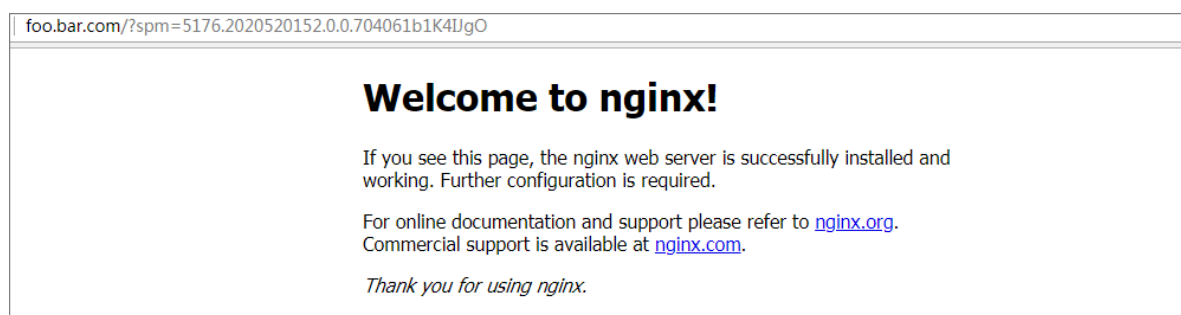 foo.bar.com/?spm=5176.2020520152.0.0.704061b1K4IJgO
Welcome to nginx!
If you see this page, the nginx web server is successfully installed and
working. Further configuration is required.
For online documentation and support please refer to nginx.org.
Commercial support is available at nginx.com.
Thank you for using nginx.